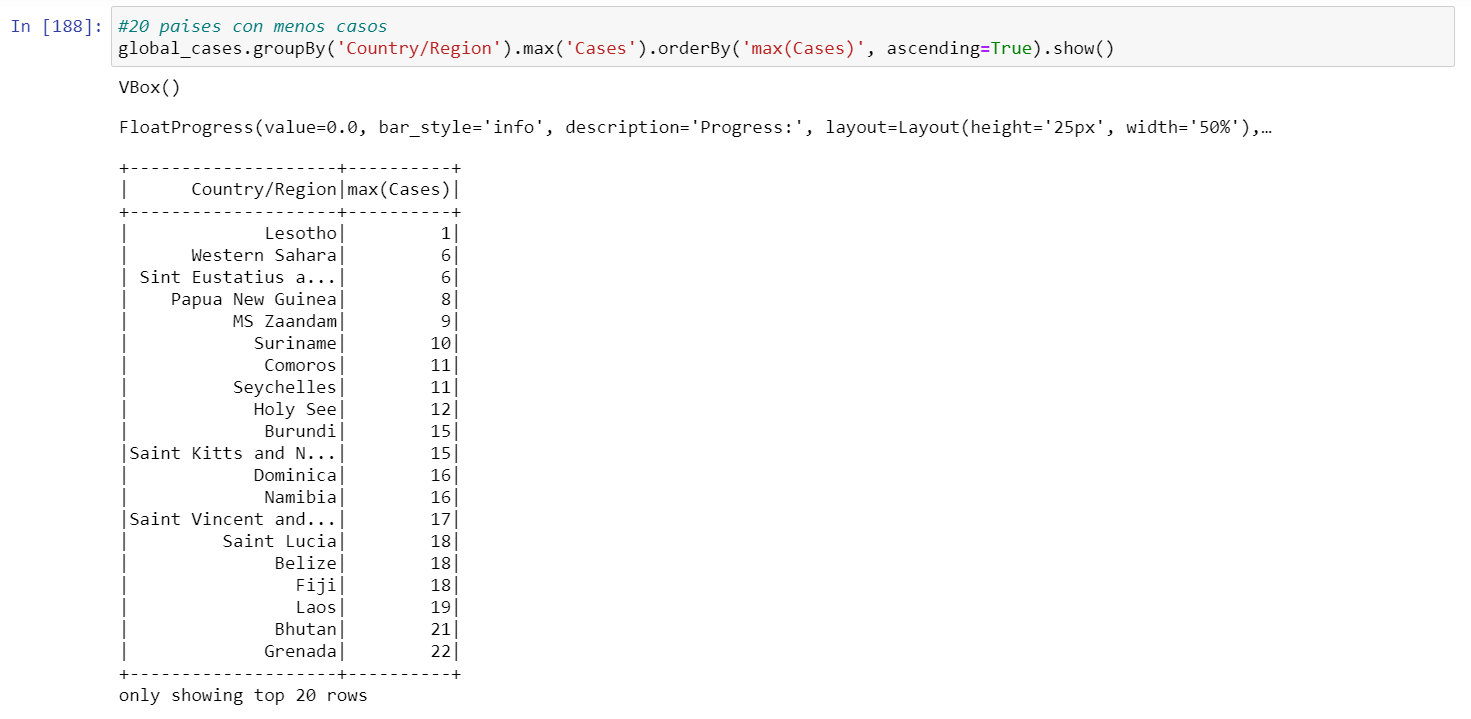 In [188]: #20 paises con menos casos
global_cases.groupBy('Country/Region').max('Cases').orderBy('max(Cases)', ascending=True).show()
VBox()
FloatProgress(value=0.0, bar_style='info', description='Progress:', layout=Layout(height='25px', width='50%'),…
+--------------------+----------+
|      Country/Region|max(Cases)|
+--------------------+----------+
|             Lesotho|         1|
|      Western Sahara|         6|
| Sint Eustatius a...|         6|
|    Papua New Guinea|         8|
|          MS Zaandam|         9|
|            Suriname|        10|
|             Comoros|        11|
|          Seychelles|        11|
|            Holy See|        12|
|             Burundi|        15|
|Saint Kitts and N...|        15|
|            Dominica|        16|
|             Namibia|        16|
|Saint Vincent and...|        17|
|         Saint Lucia|        18|
|              Belize|        18|
|                Fiji|        18|
|                Laos|        19|
|              Bhutan|        21|
|             Grenada|        22|
+--------------------+----------+
only showing top 20 rows